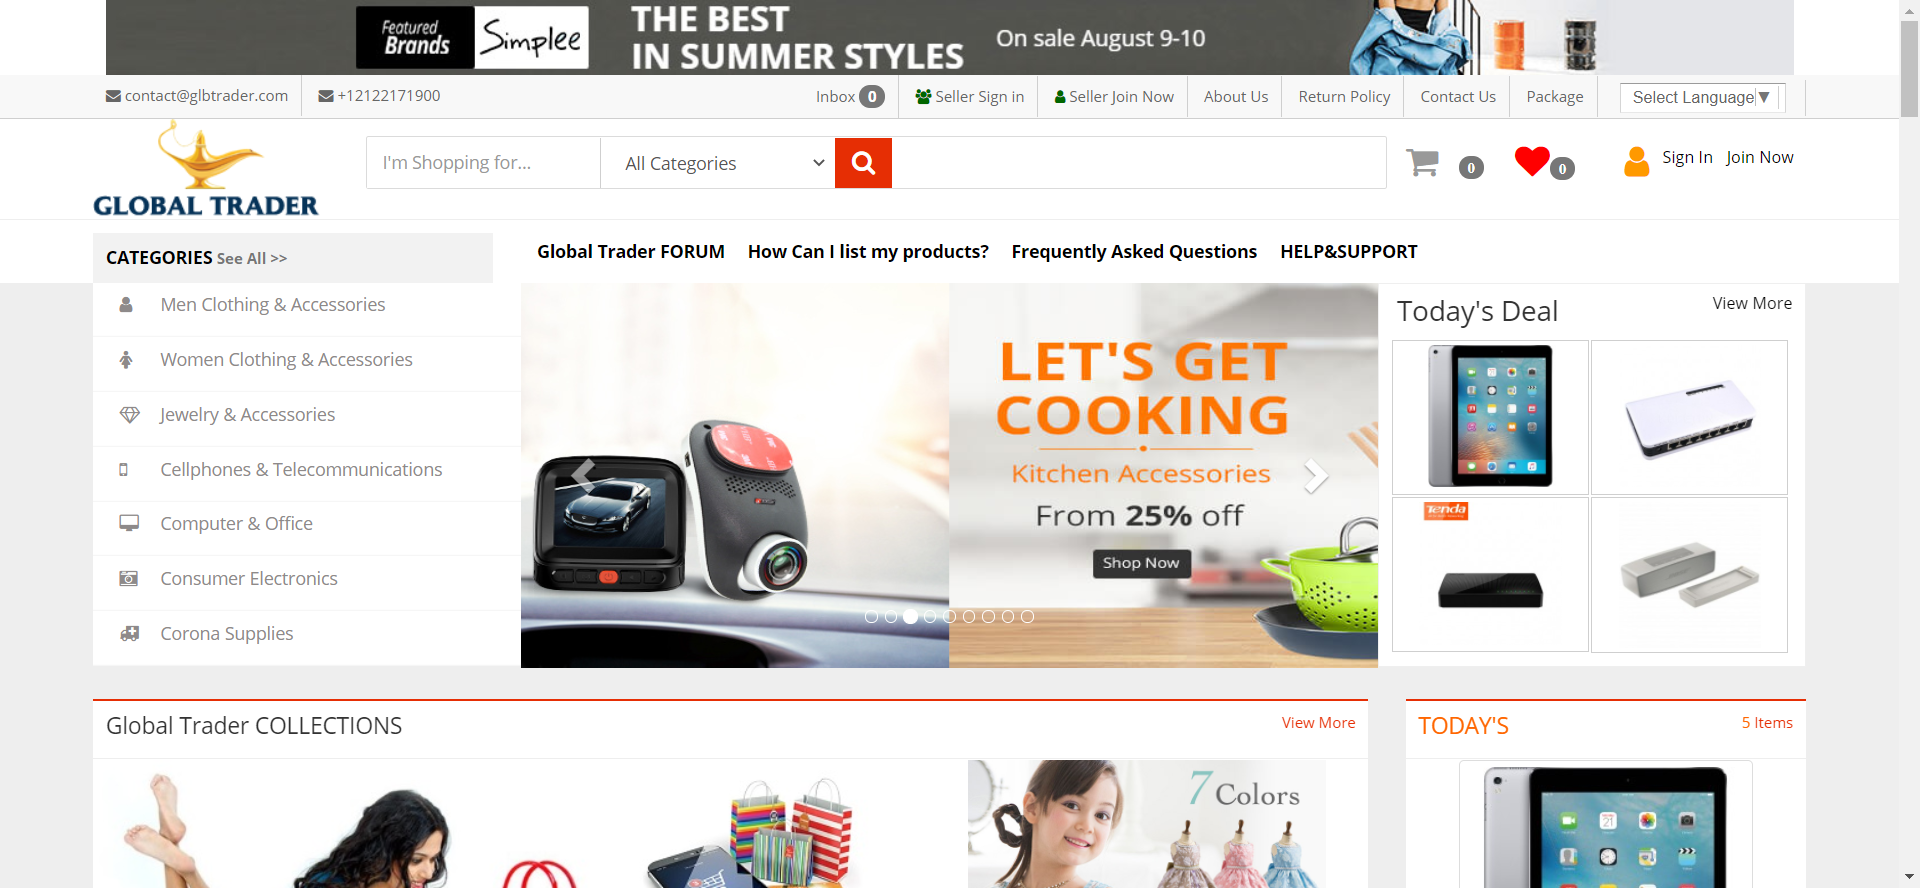 Featured
Brands
Simplee
THE BEST
IN SUMMER STYLES
On sale August 9-10
contact@glbtrader.com
+12122171900
Inbox 0
Seller Sign in
Seller Join Now
About Us
Return Policy
Contact Us
Package
Select Language▼
GLOBAL TRADER
I'm Shopping for...
All Categories
0
0
Sign In
Join Now
CATEGORIES See All >>
Global Trader FORUM
How Can I list my products?
Frequently Asked Questions
HELP&SUPPORT
Men Clothing & Accessories
Women Clothing & Accessories
Jewelry & Accessories
Cellphones & Telecommunications
Computer & Office
Consumer Electronics
Corona Supplies
LET'S GET
COOKING
Kitchen Accessories
From 25% off
Shop Now
Today's Deal
View More
Tenda
Global Trader COLLECTIONS
View More
7 Colors
TODAY'S
5 Items